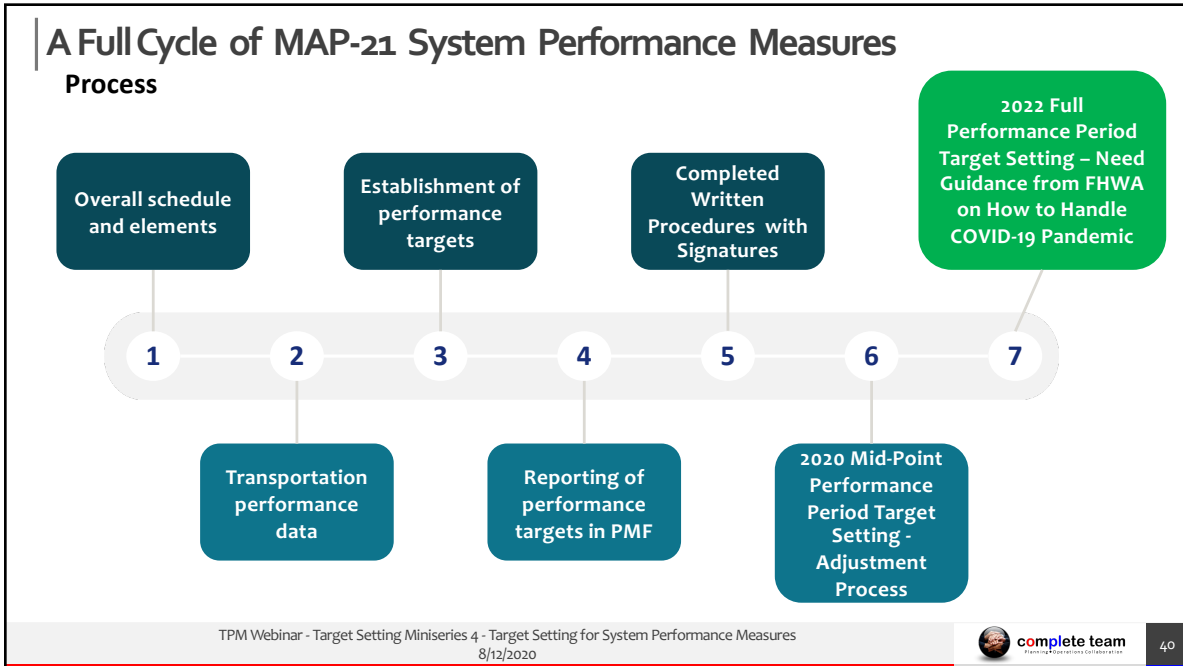 A Full Cycle of MAP-21 System Performance Measures
Process
Overall schedule
and elements
Establishment of
performance
targets
Completed
Written
Procedures with
Signatures
2022 Full
Performance Period
Target Setting – Need
Guidance from FHWA
on How to Handle
COVID-19 Pandemic
1
2
3
4
5
6
7
Transportation
performance
data
Reporting of
performance
targets in PMF
2020 Mid-Point
Performance
Period Target
Setting -
Adjustment
Process
TPM Webinar - Target Setting Miniseries 4 - Target Setting for System Performance Measures
8/12/2020
complete team
Planning+Operations Collaboration
40